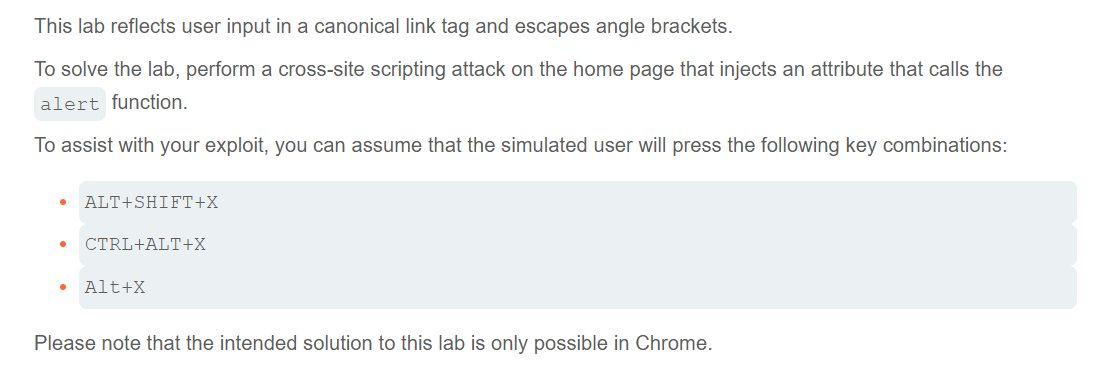 This lab reflects user input in a canonical link tag and escapes angle brackets.
To solve the lab, perform a cross-site scripting attack on the home page that injects an attribute that calls the
alert function.
To assist with your exploit, you can assume that the simulated user will press the following key combinations:
• ALT+SHIFT+X
• CTRL+ALT+X
• Alt+X
Please note that the intended solution to this lab is only possible in Chrome.